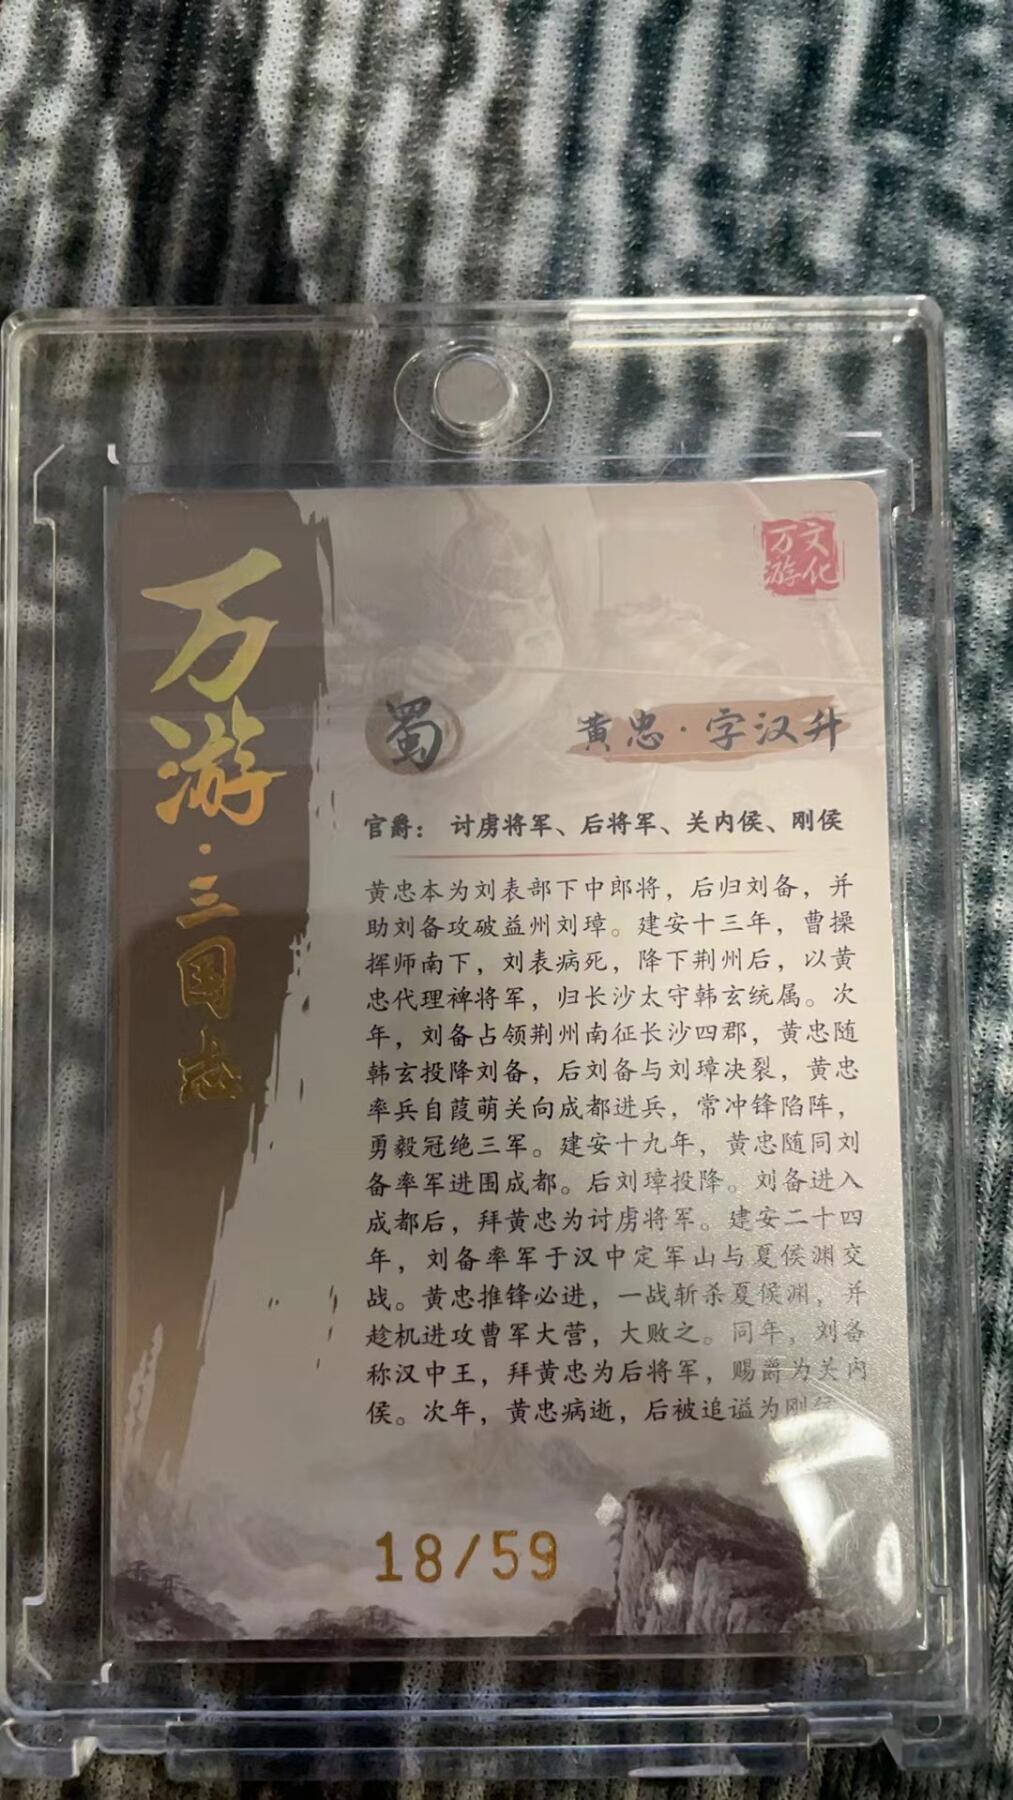 万游·三国志
万游
文化
蜀
黄忠·字汉升
官爵： 讨虏将军、后将军、关内侯、刚侯
黄忠本为刘表部下中郎将，后归刘备，并
助刘备攻破益州刘璋。建安十三年，曹操
挥师南下，刘表病死，降下荆州后，以黄
忠代理裨将军，归长沙太守韩玄统属。次
年，刘备占领荆州南征长沙四郡，黄忠随
韩玄投降刘备，后刘备与刘璋决裂，黄忠
率兵自葭萌关向成都进兵，常冲锋陷阵，
勇毅冠绝三军。建安十九年，黄忠随同刘
备率军进围成都。后刘璋投降。刘备进入
成都后，拜黄忠为讨虏将军。建安二十四
年，刘备率军于汉中定军山与夏侯渊交
战。黄忠推锋必进，一战斩杀夏候渊，并
趁机进攻曹军大营，大败之。同年，刘备
称汉中王，拜黄忠为后将军，赐爵为关内
侯。次年，黄忠病逝，后被追谥为刚
18/59